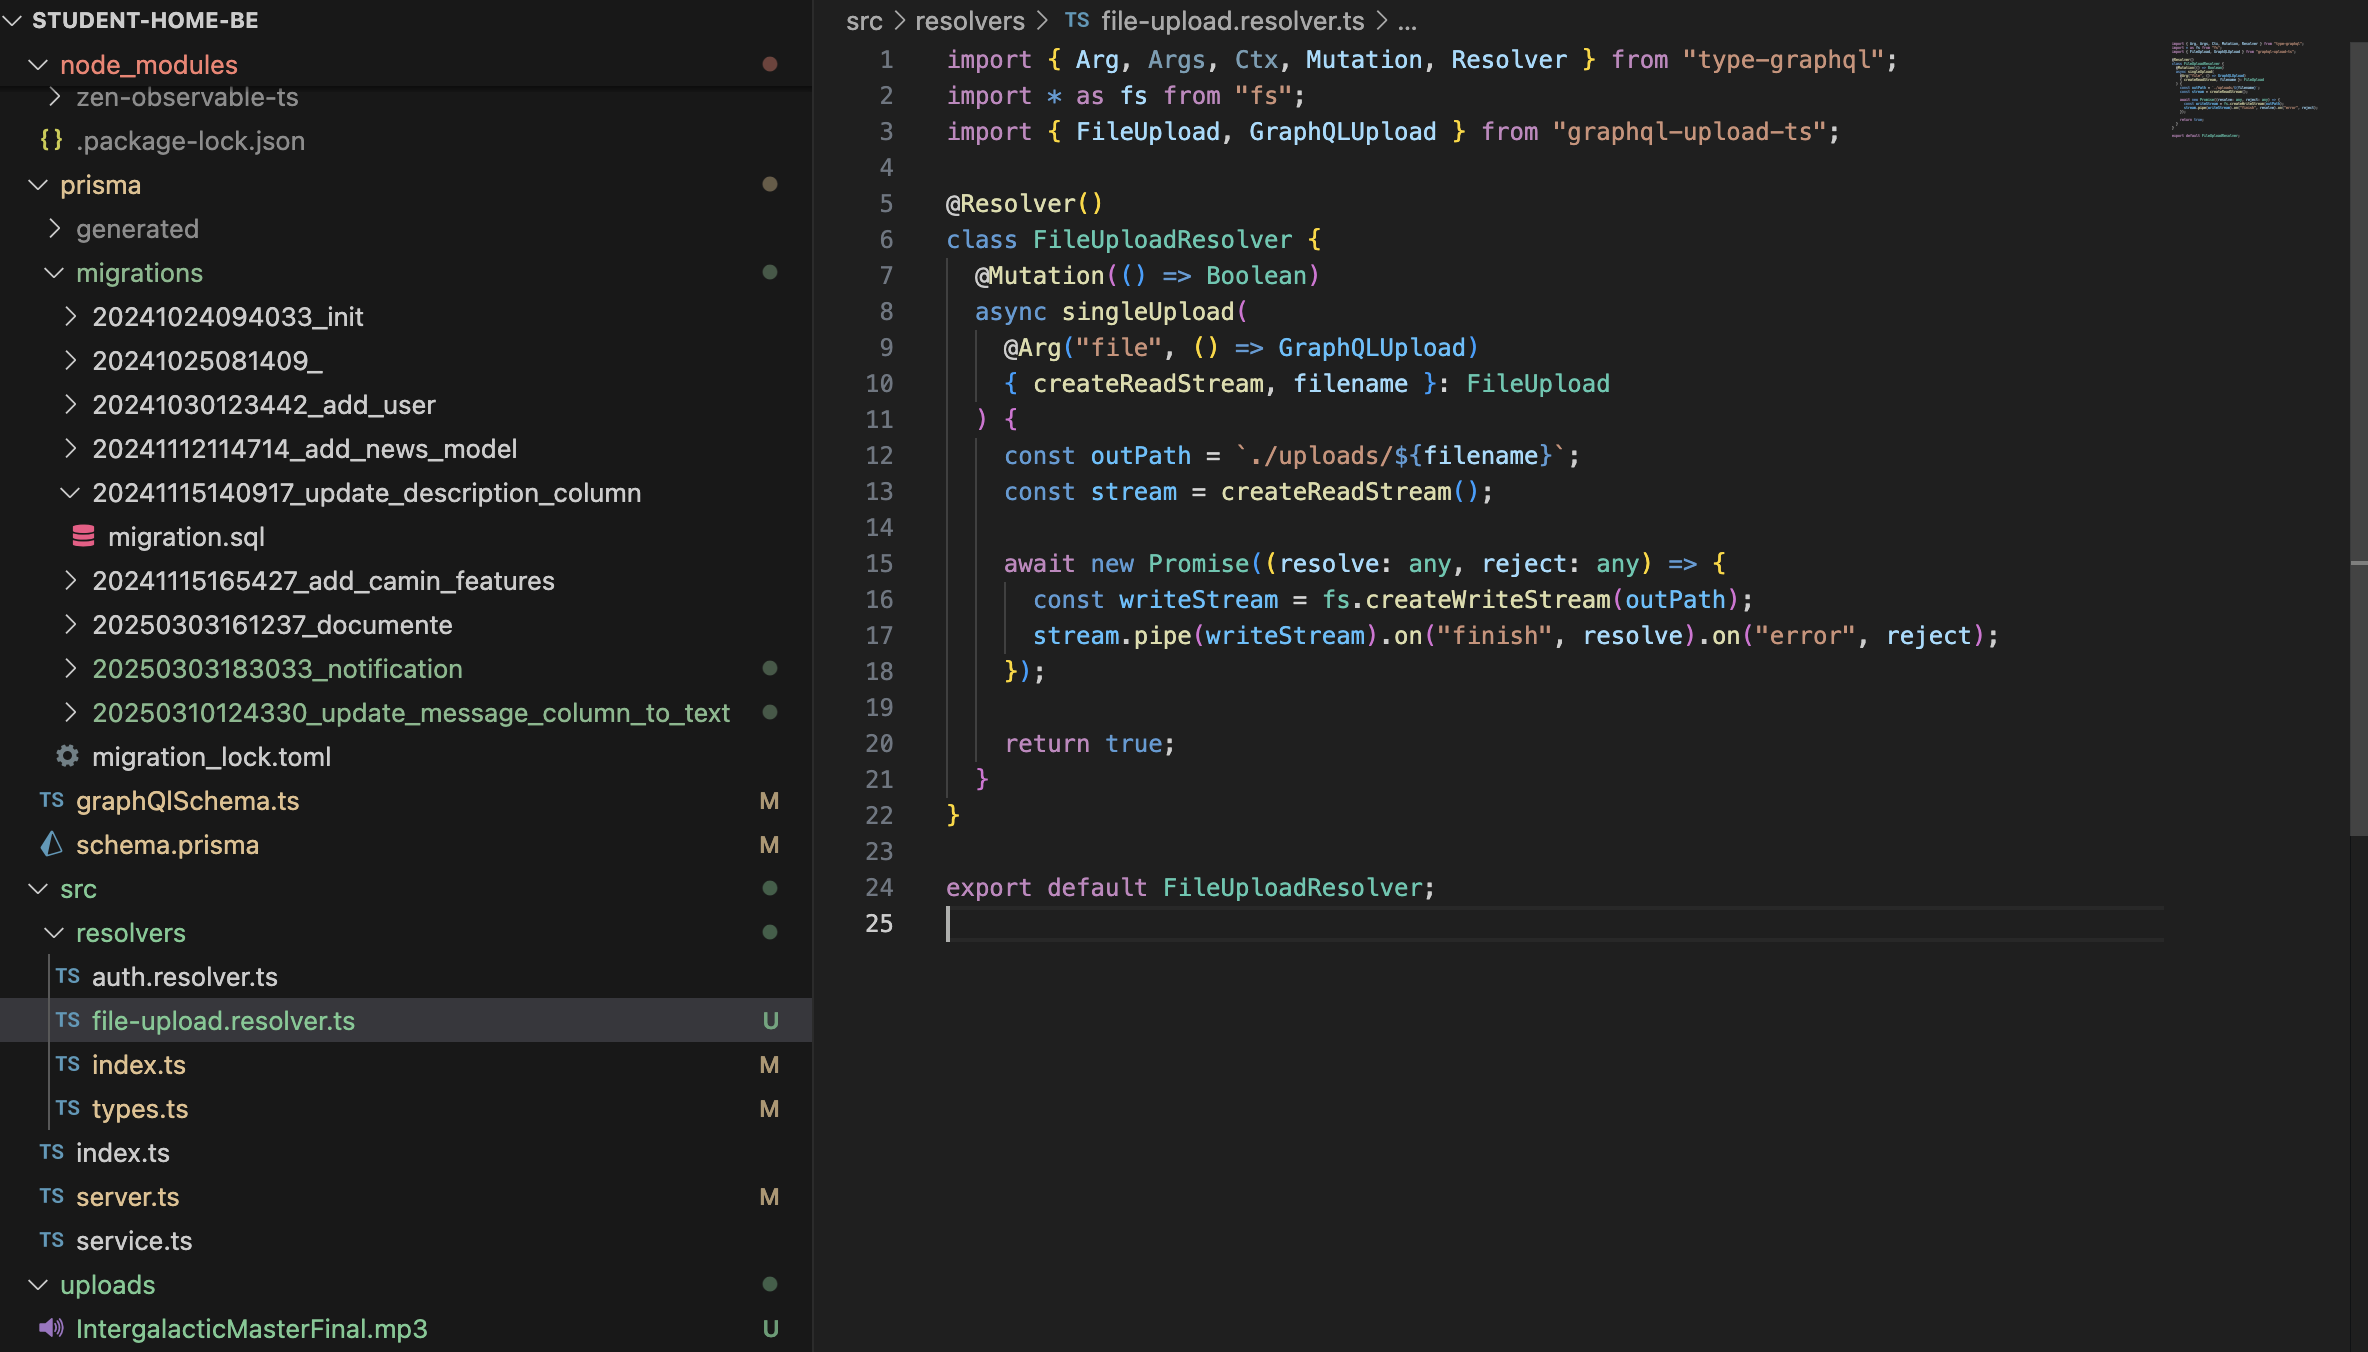 STUDENT-HOME-BE
node_modules
zen-observable-ts
{} .package-lock.json
prisma
generated
migrations
20241024094033_init
20241025081409_
20241030123442_add_user
20241112114714_add_news_model
20241115140917_update_description_column
migration.sql
20241115165427_add_camin_features
20250303161237_documente
20250303183033_notification
20250310124330_update_message_column_to_text
migration_lock.toml
TS graphQlSchema.ts M
schema.prisma M
src
resolvers
TS auth.resolver.ts
TS file-upload.resolver.ts U
TS index.ts M
TS types.ts M
TS index.ts
TS server.ts M
TS service.ts
uploads
IntergalacticMasterFinal.mp3 U
src > resolvers > TS file-upload.resolver.ts > ...
1 import { Arg, Args, Ctx, Mutation, Resolver } from "type-graphql";
2 import * as fs from "fs";
3 import { FileUpload, GraphQLUpload } from "graphql-upload-ts";
4
5 @Resolver()
6 class FileUploadResolver {
7   @Mutation(() => Boolean)
8   async singleUpload(
9     @Arg("file", () => GraphQLUpload)
10     { createReadStream, filename }: FileUpload
11   ) {
12     const outPath = `./uploads/${filename}`;
13     const stream = createReadStream();
14
15     await new Promise((resolve: any, reject: any) => {
16       const writeStream = fs.createWriteStream(outPath);
17       stream.pipe(writeStream).on("finish", resolve).on("error", reject);
18     });
19
20     return true;
21   }
22 }
23
24 export default FileUploadResolver;
25